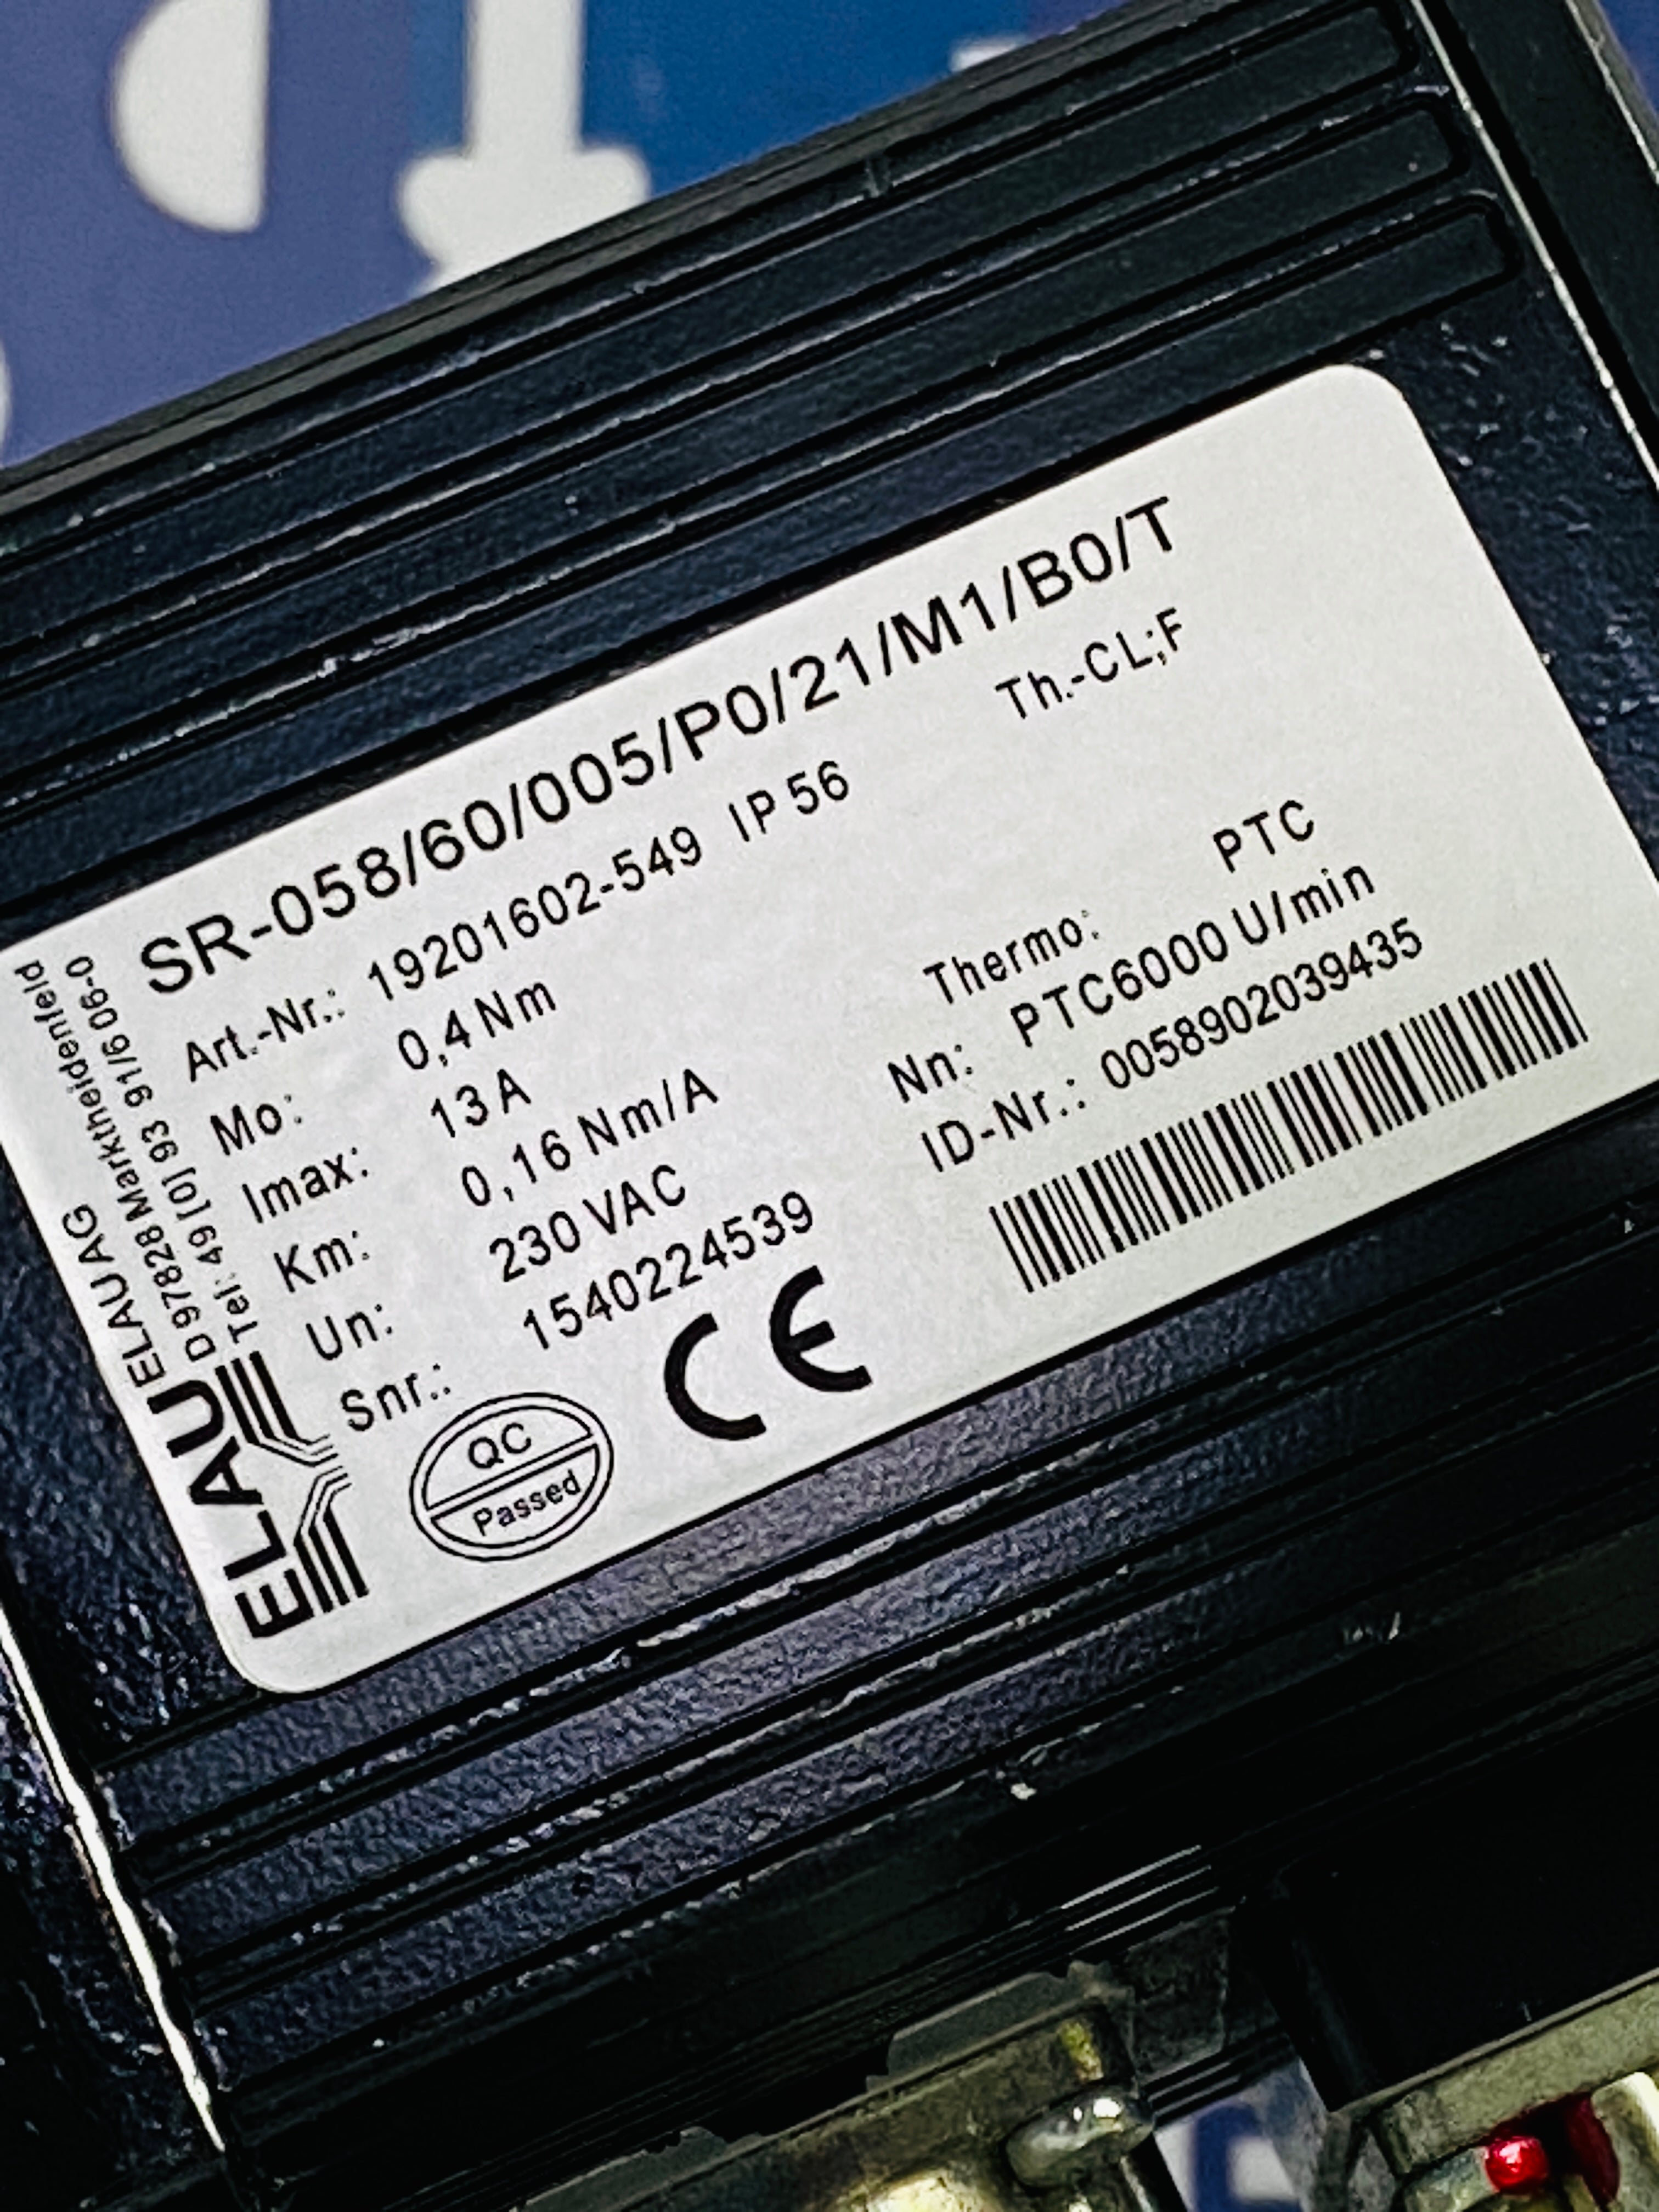 SR-058/60/005/P0/21/M1/B0/T
Art.-Nr.: 19201602-549 IP 56 Th.-CL;F
Mo: 0,4 Nm
Imax: 13 A Thermo: PTC
Km: 0,16 Nm/A Nn: PTC6000 U/min
Un: 230 VAC ID-Nr.: 0058902039435
Snr.: 1540224539
QC
Passed
CE
ELAU
ELAU AG
D 97828 Marktheidenfeld
Tel: 49 [0] 93 91/6 06-0